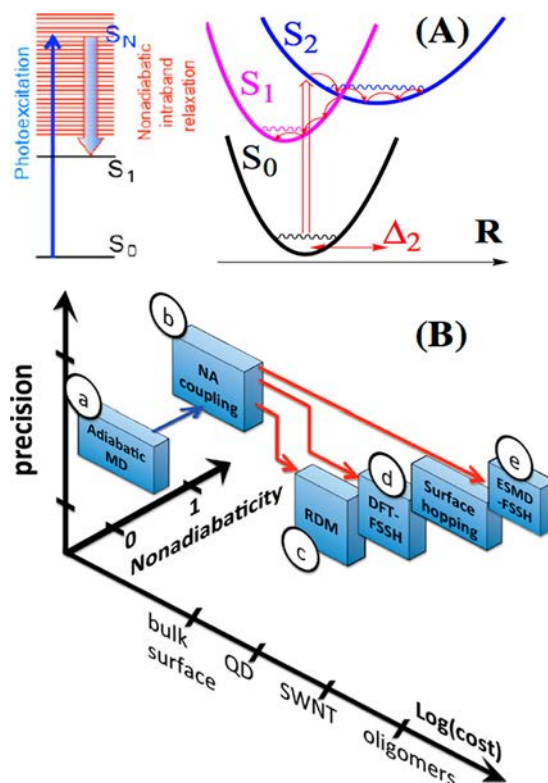 S_N
Photoexcitation
Nonadiabatic
intraband
relaxation
S_1
S_0
(A)
S_2
S_1
S_0
Δ_2
R
(B)
precision
b
NA
coupling
a
Adiabatic
MD
1
0
Nonadiabaticity
RDM
c
d
DFT-
FSSH
Surface
hopping
e
ESMD
-FSSH
bulk
surface
QD
SWNT
oligomers
Log(cost)